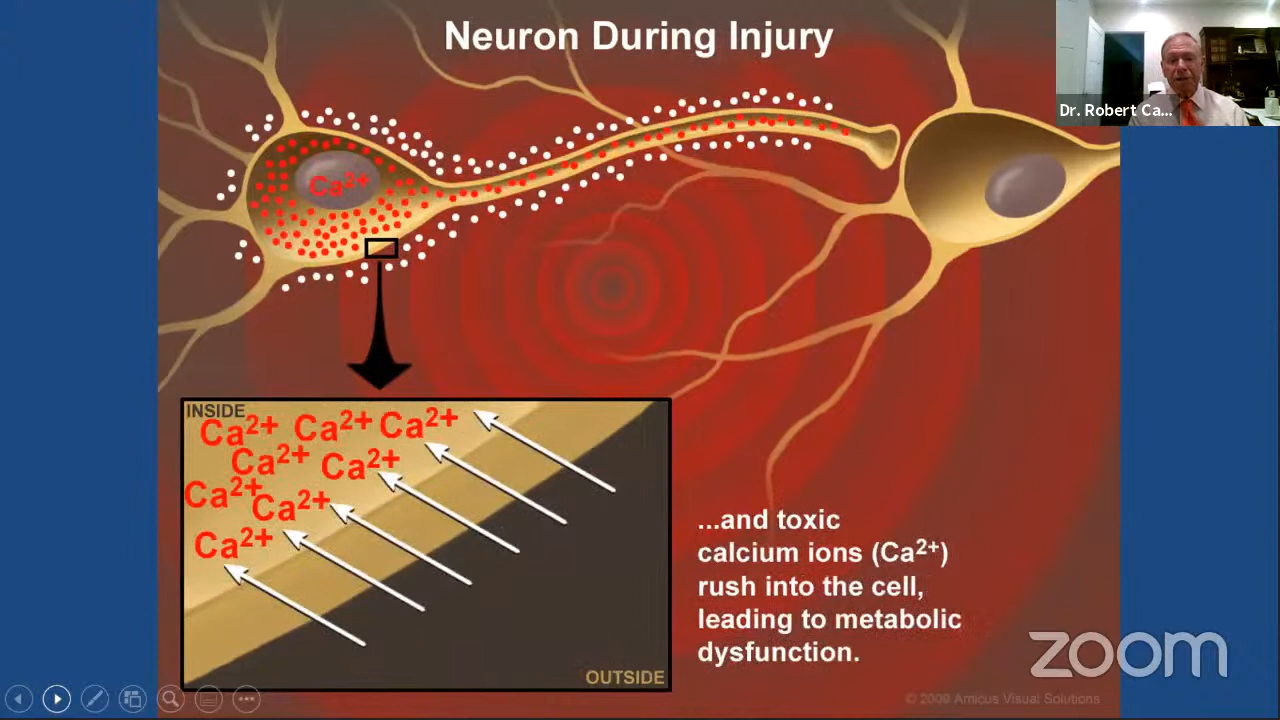 Neuron During Injury
Dr. Robert Ca...
Ca²⁺
INSIDE
Ca²⁺ Ca²⁺ Ca²⁺
Ca²⁺ Ca²⁺
Ca²⁺ Ca²⁺
Ca²⁺
OUTSIDE
...and toxic
calcium ions (Ca²⁺)
rush into the cell,
leading to metabolic
dysfunction.
zoom
© 2009 Amicus Visual Solutions